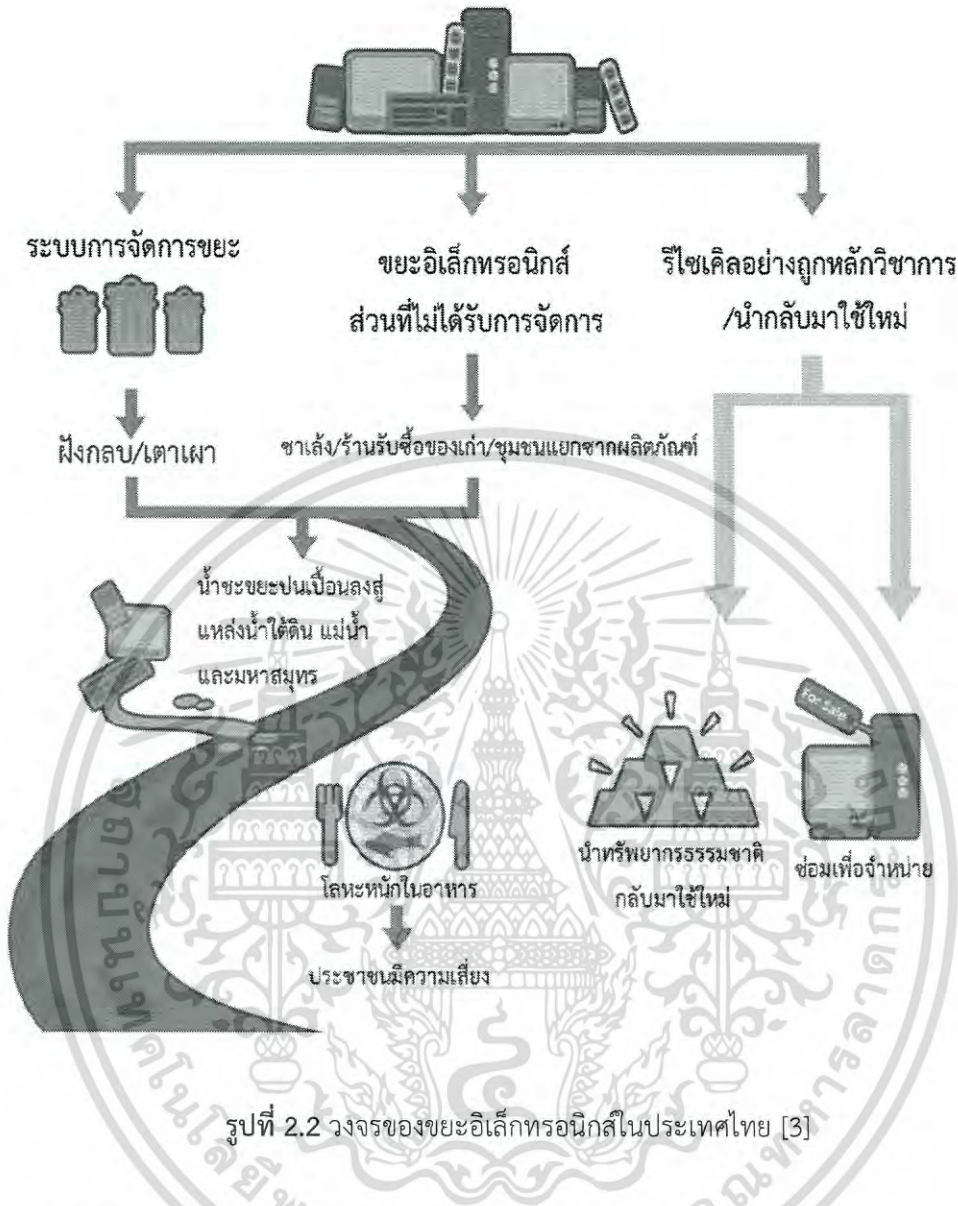 ระบบการจัดการขยะ
ขยะอิเล็กทรอนิกส์
ส่วนที่ไม่ได้รับการจัดการ
รีไซเคิลอย่างถูกหลักวิชาการ
/นำกลับมาใช้ใหม่
ฝังกลบ/เตาเผา
ซาเล้ง/ร้านรับซื้อของเก่า/ชุมชนแยกซากผลิตภัณฑ์
น้ำชะขยะปนเปื้อนลงสู่
แหล่งน้ำใต้ดิน แม่น้ำ
และมหาสมุทร
โลหะหนักในอาหาร
ประชาชนมีความเสี่ยง
For Sale
นำทรัพยากรธรรมชาติ
กลับมาใช้ใหม่
ซ่อมเพื่อจำหน่าย
รูปที่ 2.2 วงจรของขยะอิเล็กทรอนิกส์ในประเทศไทย [3]